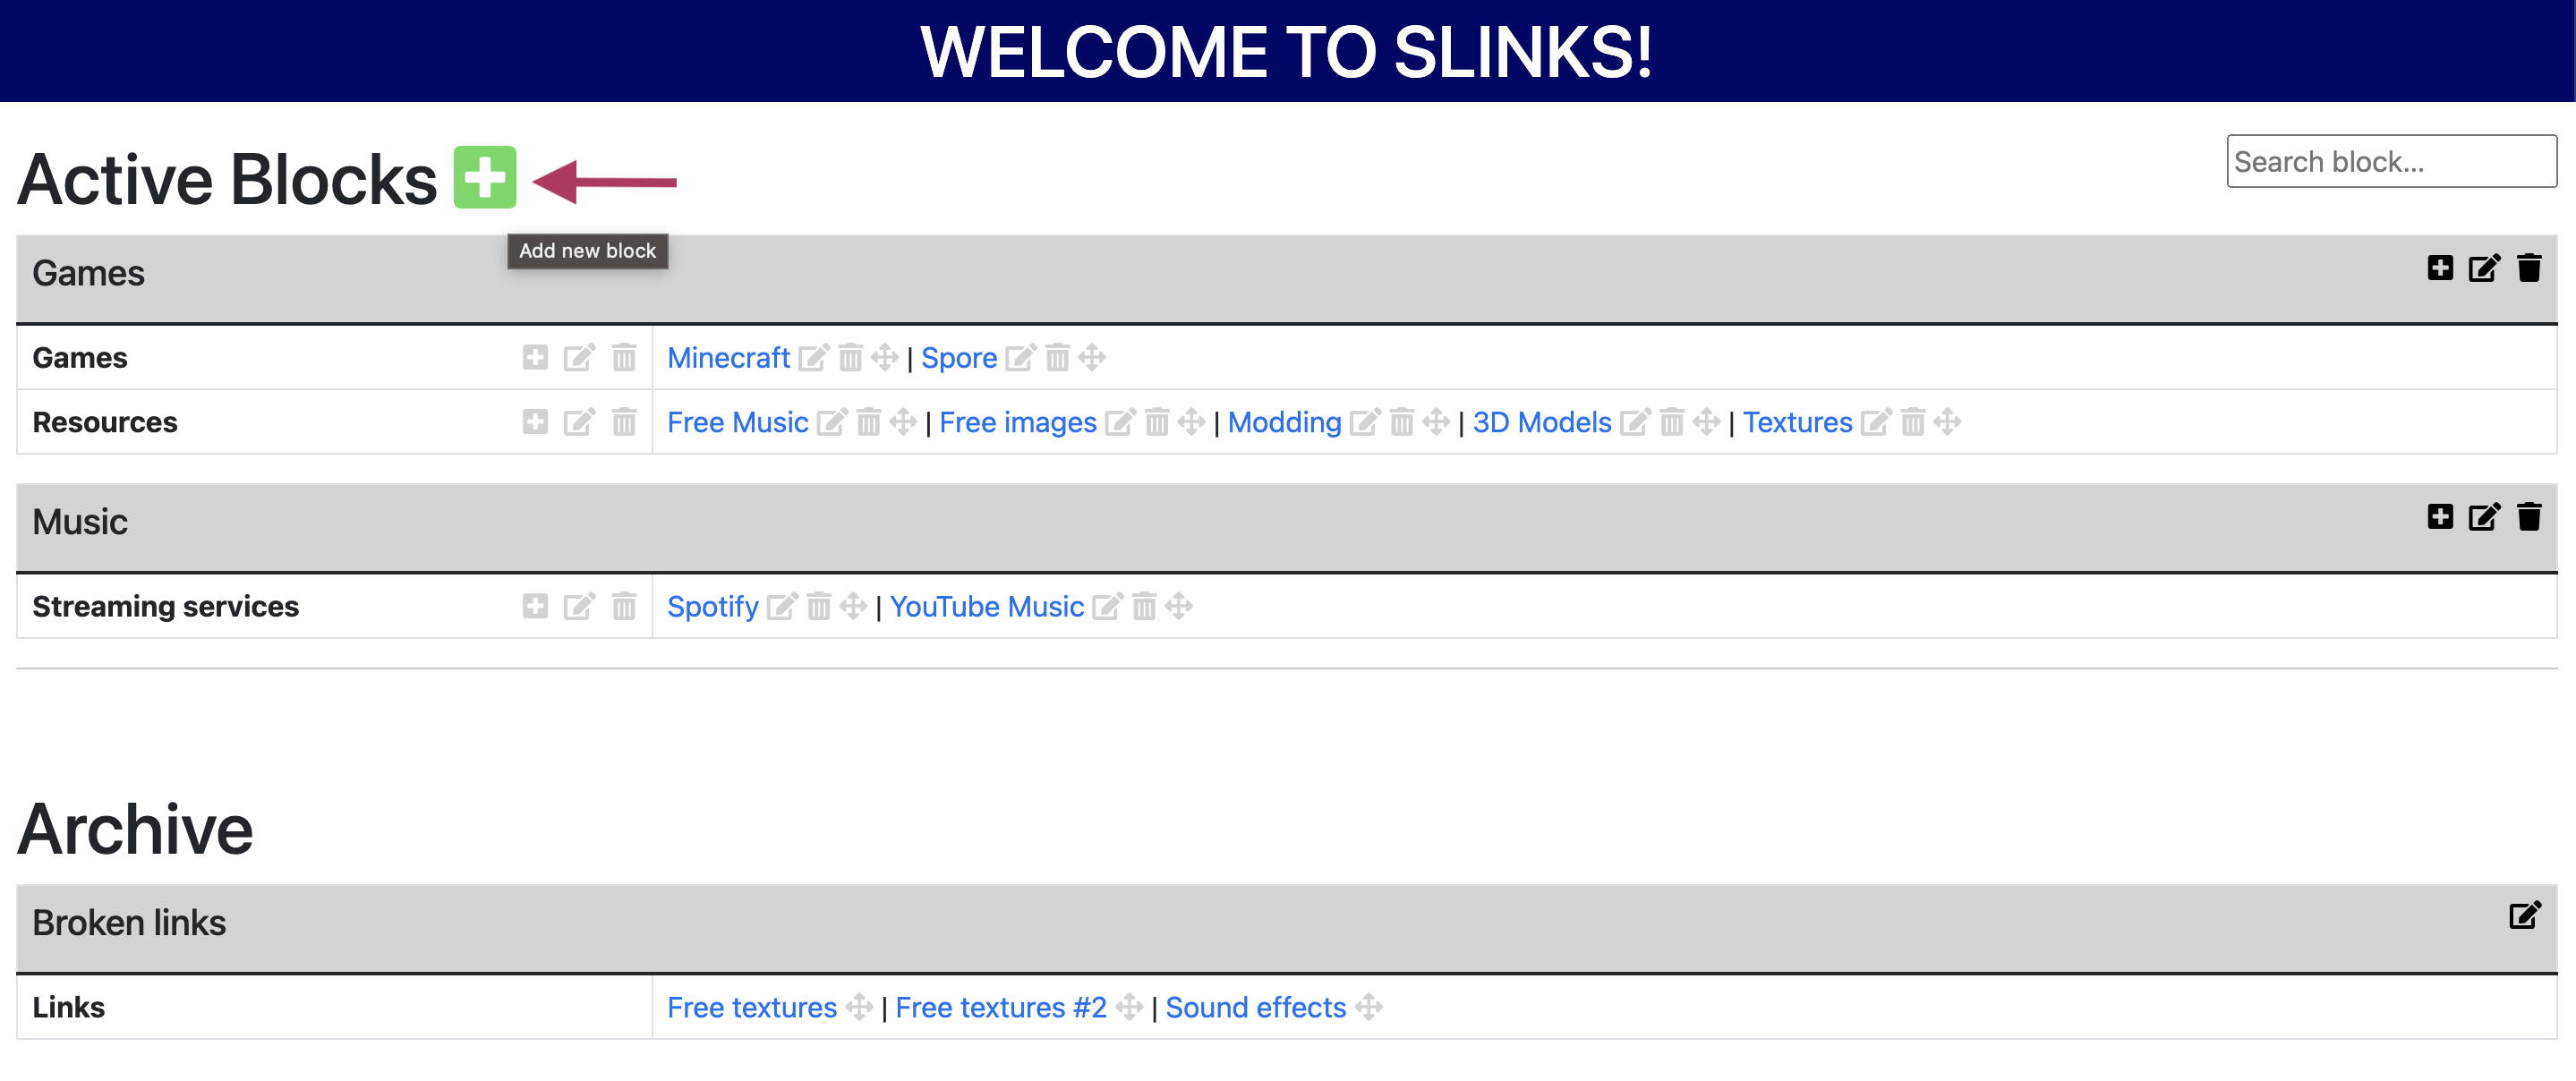 WELCOME TO SLINKS!
Active Blocks
Search block...
Add new block
Games
Games Minecraft | Spore
Resources Free Music | Free images | Modding | 3D Models | Textures
Music
Streaming services Spotify | YouTube Music
Archive
Broken links
Links Free textures | Free textures #2 | Sound effects